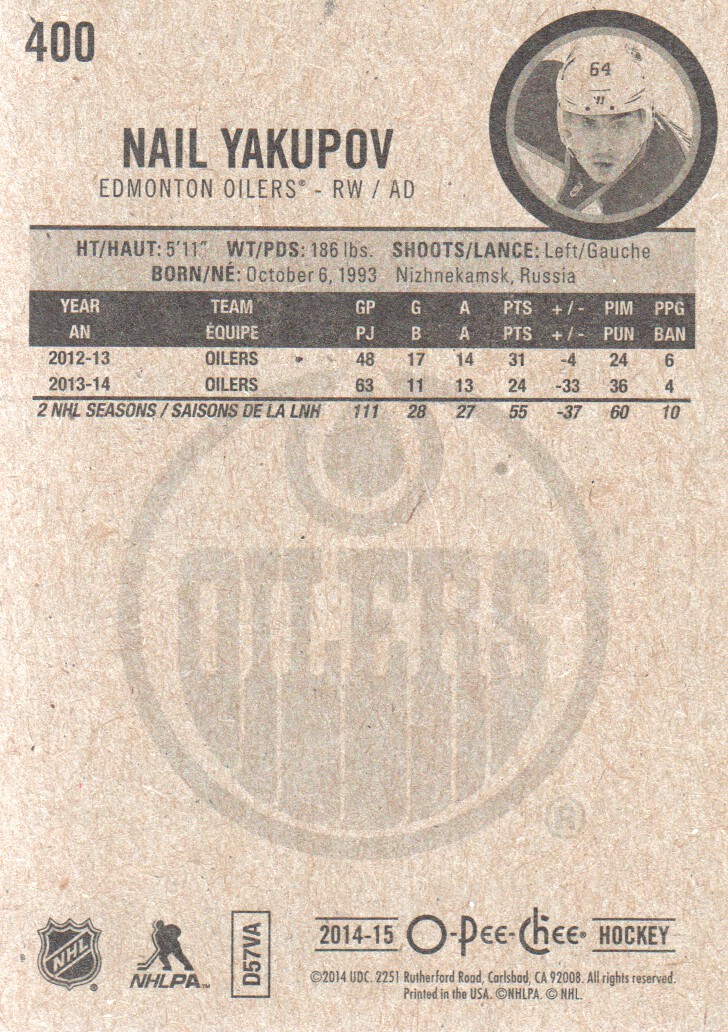 400
64
NAIL YAKUPOV
EDMONTON OILERS® - RW / AD
HT/HAUT: 5'11" WT/PDS: 186 lbs. SHOOTS/LANCE: Left/Gauche
BORN/NÉ: October 6, 1993 Nizhnekamsk, Russia
YEAR TEAM GP G A PTS +/- PIM PPG
AN ÉQUIPE PJ B A PTS +/- PUN BAN
2012-13 OILERS 48 17 14 31 -4 24 6
2013-14 OILERS 63 11 13 24 -33 36 4
2 NHL SEASONS / SAISONS DE LA LNH 111 28 27 55 -37 60 10
OILERS
®
NHL ®
NHLPA™
D57VA
2014-15 O-Pee-Chee® HOCKEY
©2014 UDC. 2251 Rutherford Road, Carlsbad, CA 92008. All rights reserved.
Printed in the USA. ©NHLPA. © NHL.